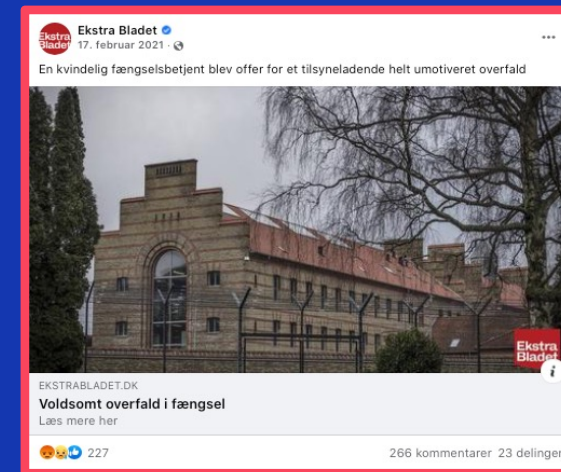 Ekstra Bladet
Ekstra Bladet
17. februar 2021
En kvindelig fængselsbetjent blev offer for et tilsyneladende helt umotiveret overfald
Ekstra
Bladet
i
EKSTRABLADET.DK
Voldsomt overfald i fængsel
Læs mere her
227
266 kommentarer 23 delinger